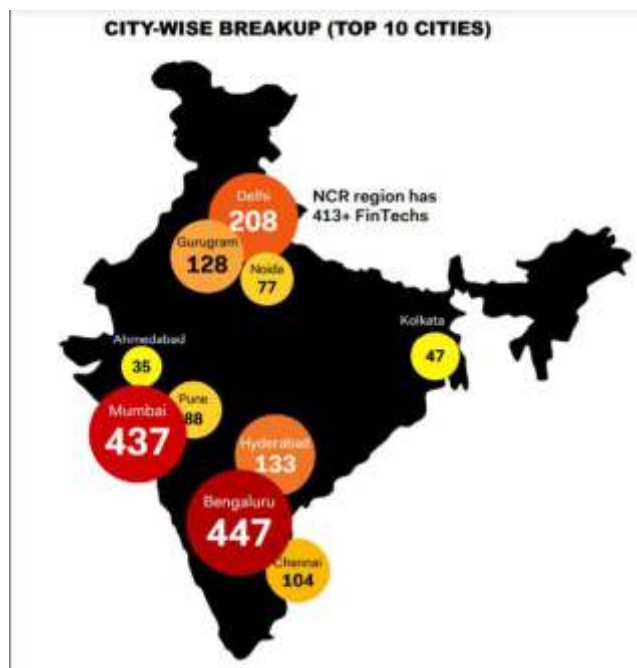 CITY-WISE BREAKUP (TOP 10 CITIES)
Delhi
208
NCR region has
413+ FinTechs
Gurugram
128
Noida
77
Kolkata
47
Ahmedabad
35
Pune
88
Mumbai
437
Hyderabad
133
Bengaluru
447
Chennai
104